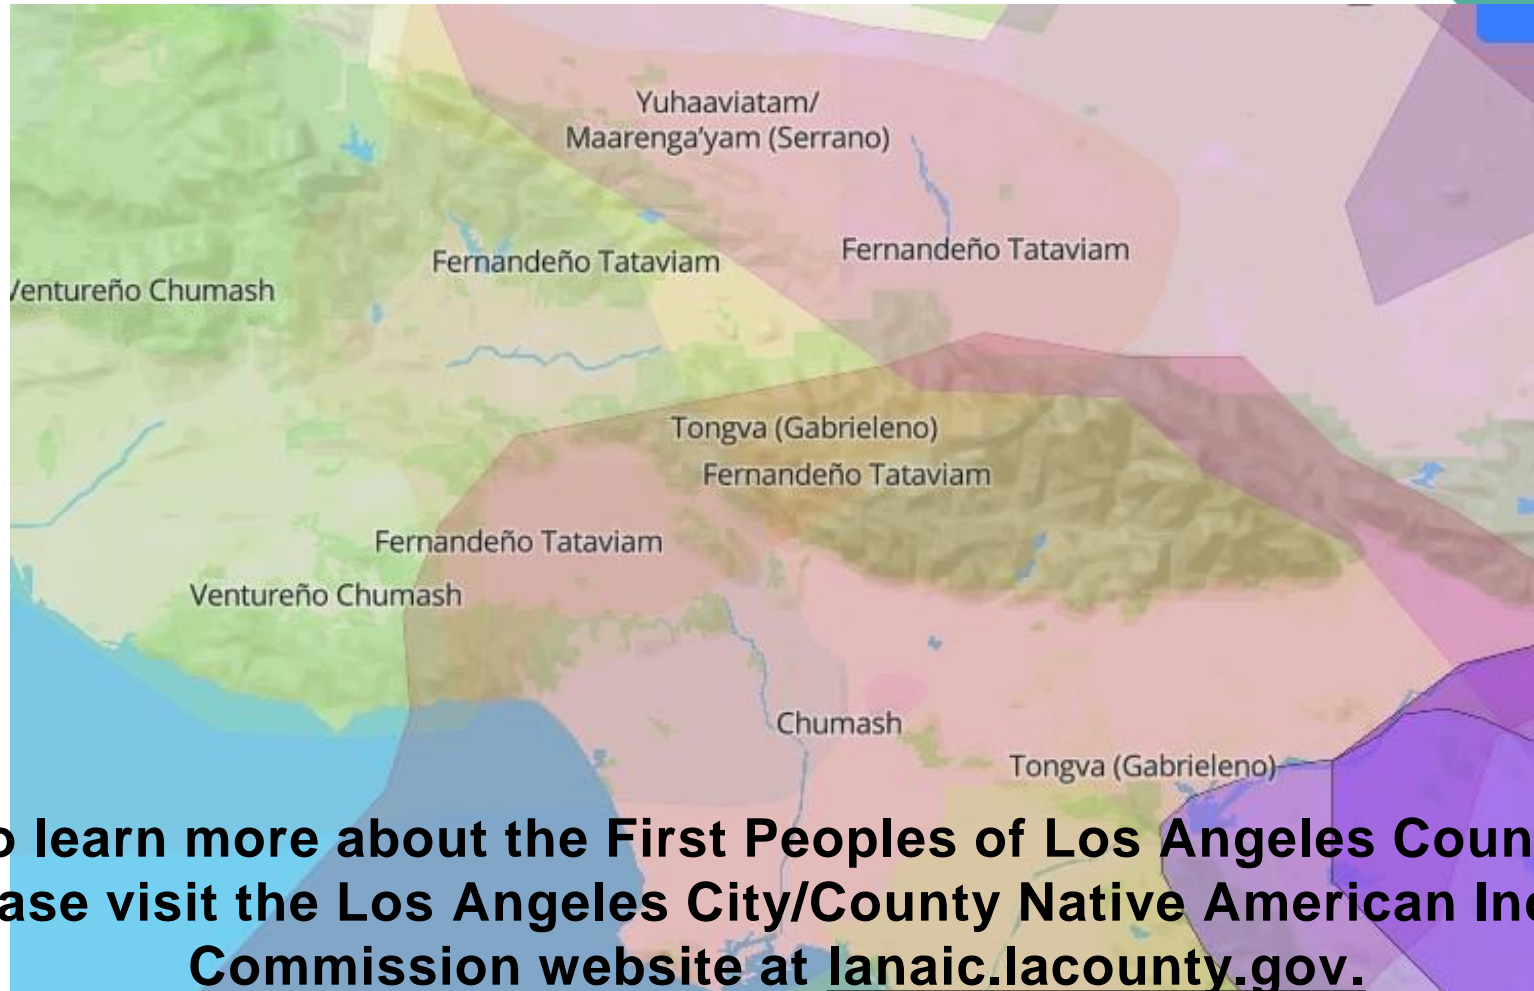 Yuhaaviatam/
Maarenga'yam (Serrano)
Fernandeño Tataviam
Fernandeño Tataviam
Ventureño Chumash
Tongva (Gabrieleno)
Fernandeño Tataviam
Fernandeño Tataviam
Ventureño Chumash
Chumash
Tongva (Gabrieleno)
o learn more about the First Peoples of Los Angeles Coun
ase visit the Los Angeles City/County Native American In
Commission website at lanaic.lacounty.gov.